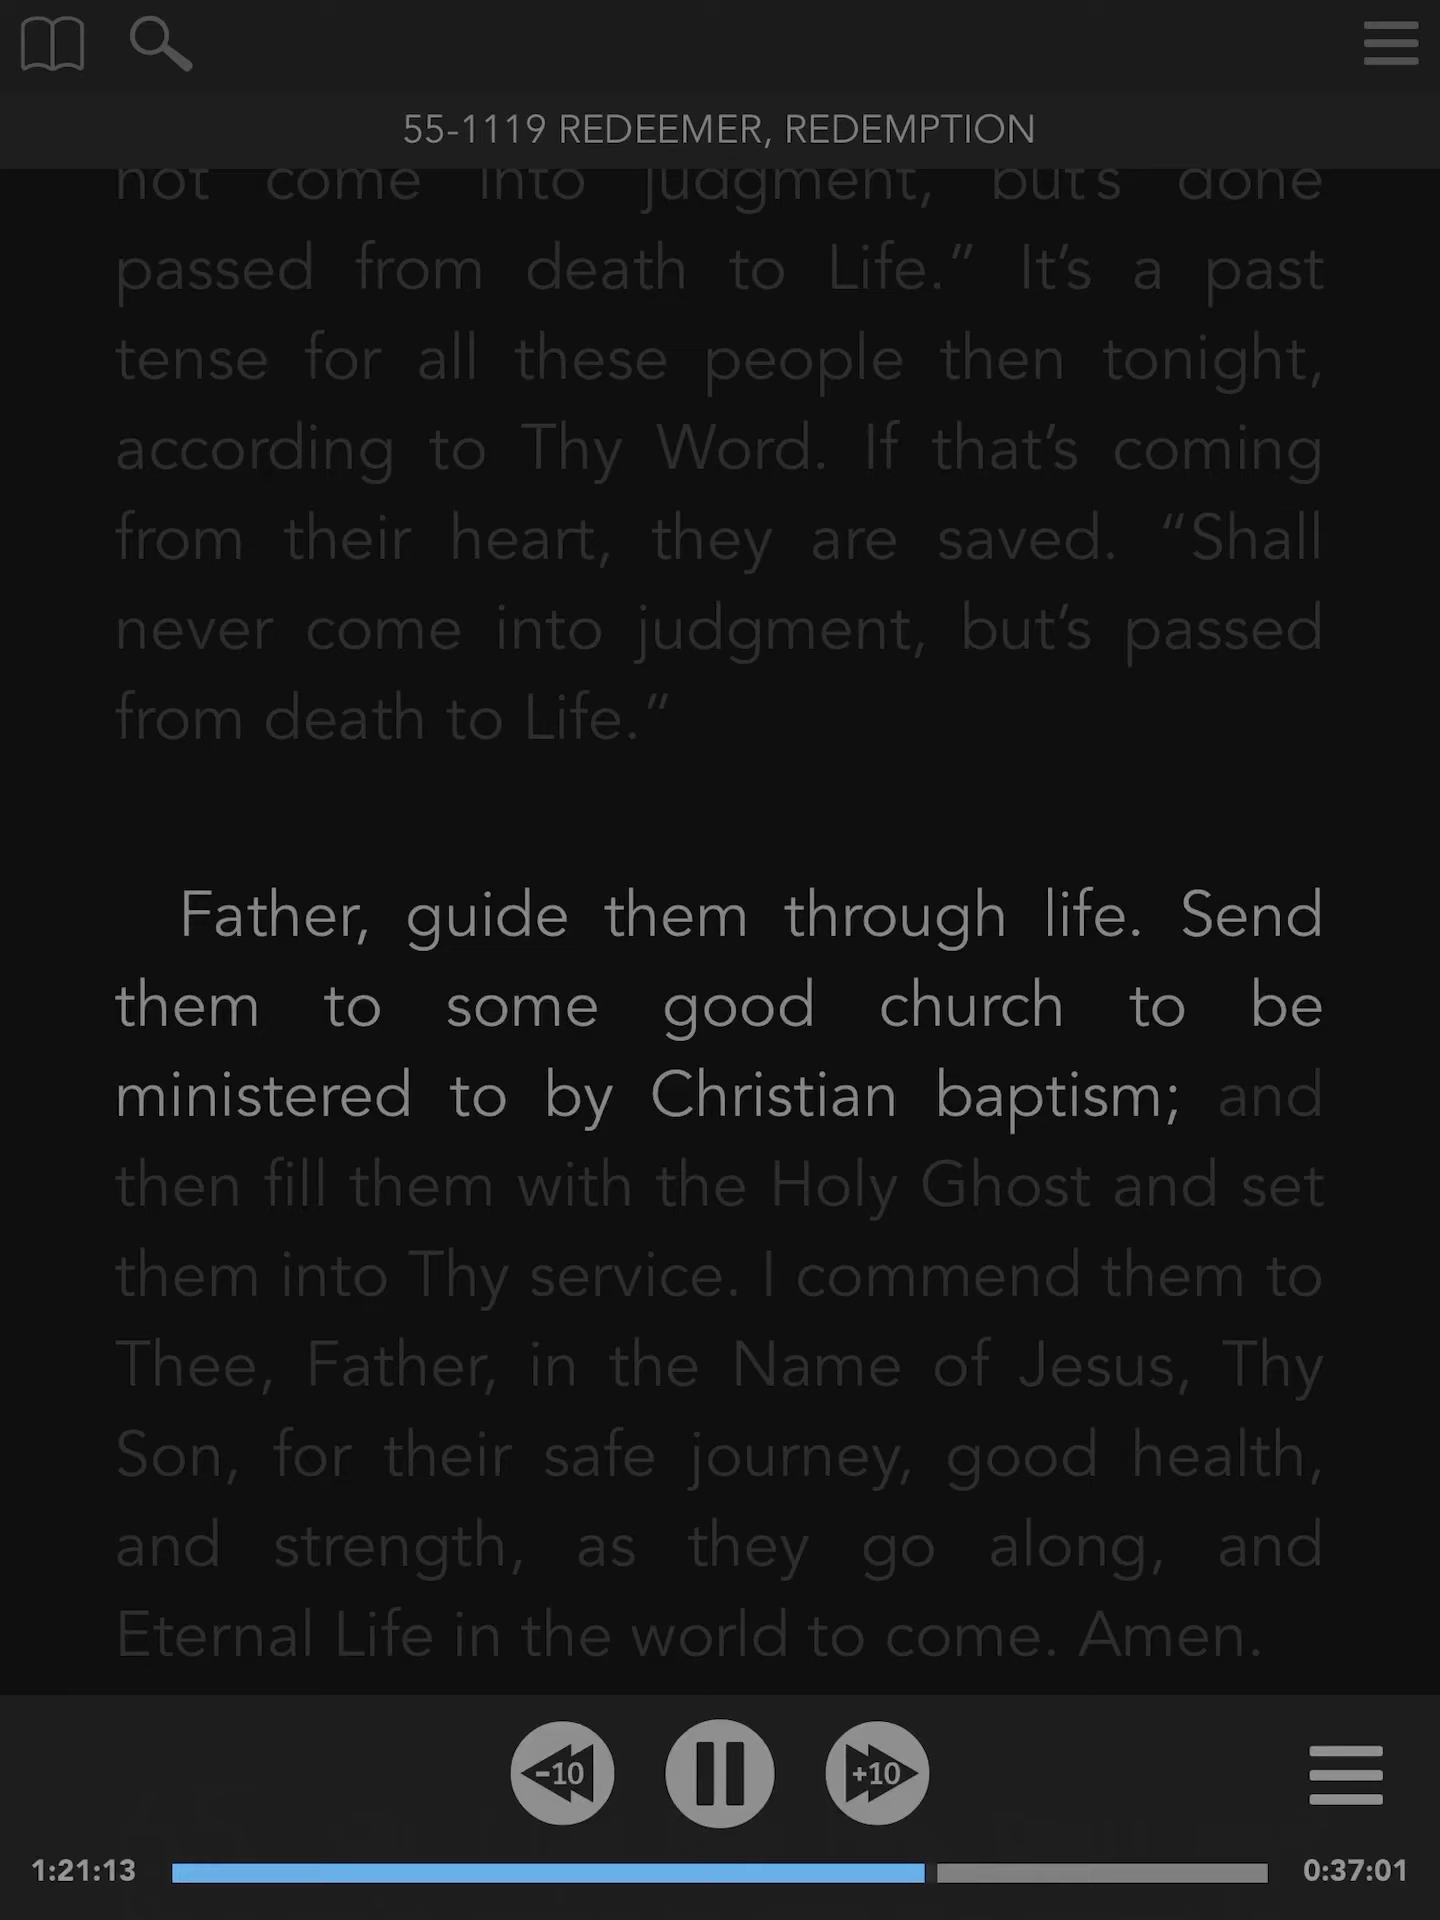 55-1119 REDEEMER, REDEMPTION
not come into judgment, but's done
passed from death to Life.” It’s a past
tense for all these people then tonight,
according to Thy Word. If that’s coming
from their heart, they are saved. “Shall
never come into judgment, but’s passed
from death to Life.”
Father, guide them through life. Send
them to some good church to be
ministered to by Christian baptism; and
then fill them with the Holy Ghost and set
them into Thy service. I commend them to
Thee, Father, in the Name of Jesus, Thy
Son, for their safe journey, good health,
and strength, as they go along, and
Eternal Life in the world to come. Amen.
-10 +10
1:21:13 0:37:01